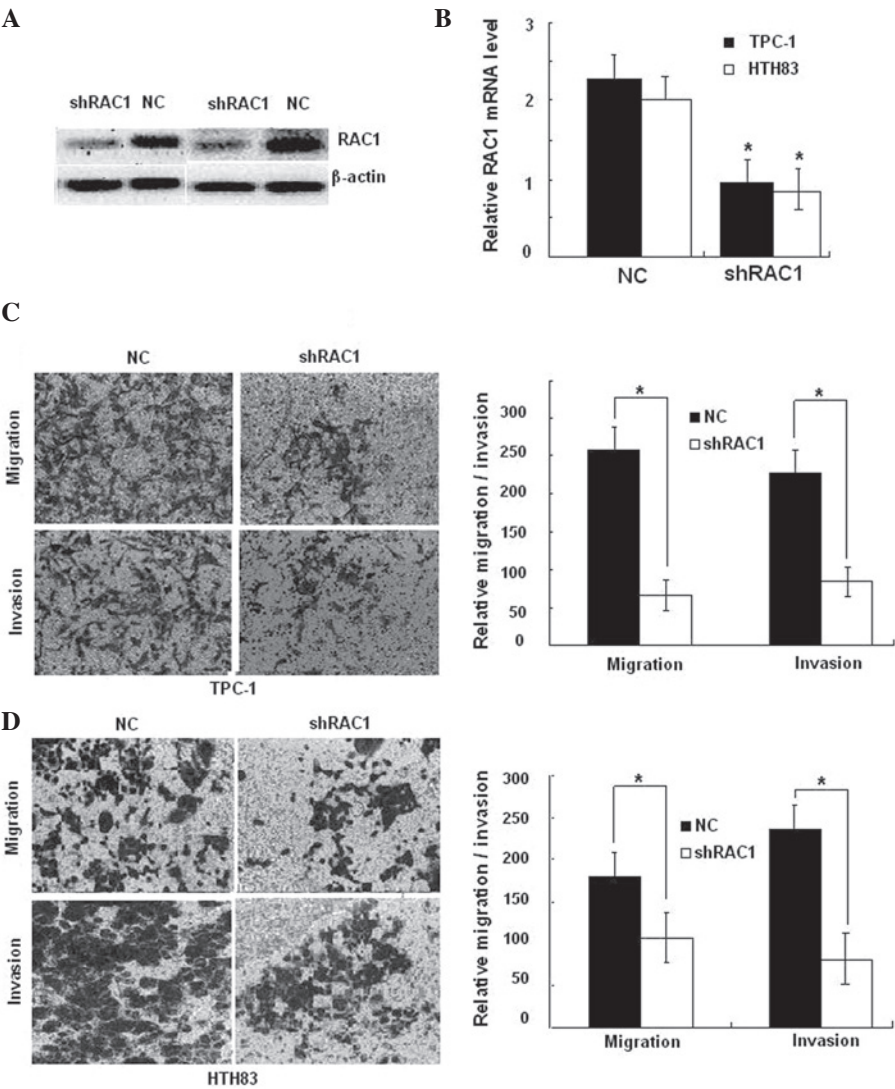 A
shRAC1 NC shRAC1 NC
RAC1
β-actin
B
Relative RAC1 mRNA level
3
2
1
0
TPC-1
HTH83
* *
NC shRAC1
C
NC shRAC1
Migration
Invasion
TPC-1
Relative migration / invasion
300
250
200
150
100
50
0
NC
shRAC1
* *
Migration Invasion
D
NC shRAC1
Migration
Invasion
HTH83
Relative migration / invasion
300
250
200
150
100
50
0
NC
shRAC1
* *
Migration Invasion